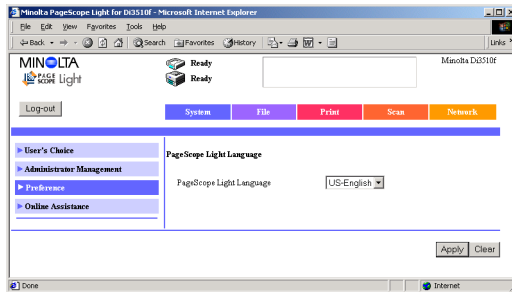 Minolta PageScope Light for Di3510f - Microsoft Internet Explorer
File Edit View Favorites Tools Help
Back Search Favorites History Links
MINOLTA
PAGE SCOPE Light
Ready
Ready
Minolta Di3510f
Log-out
System File Print Scan Network
User's Choice
Administrator Management
Preference
Online Assistance
PageScope Light Language
PageScope Light Language US-English
Apply Clear
Done Internet